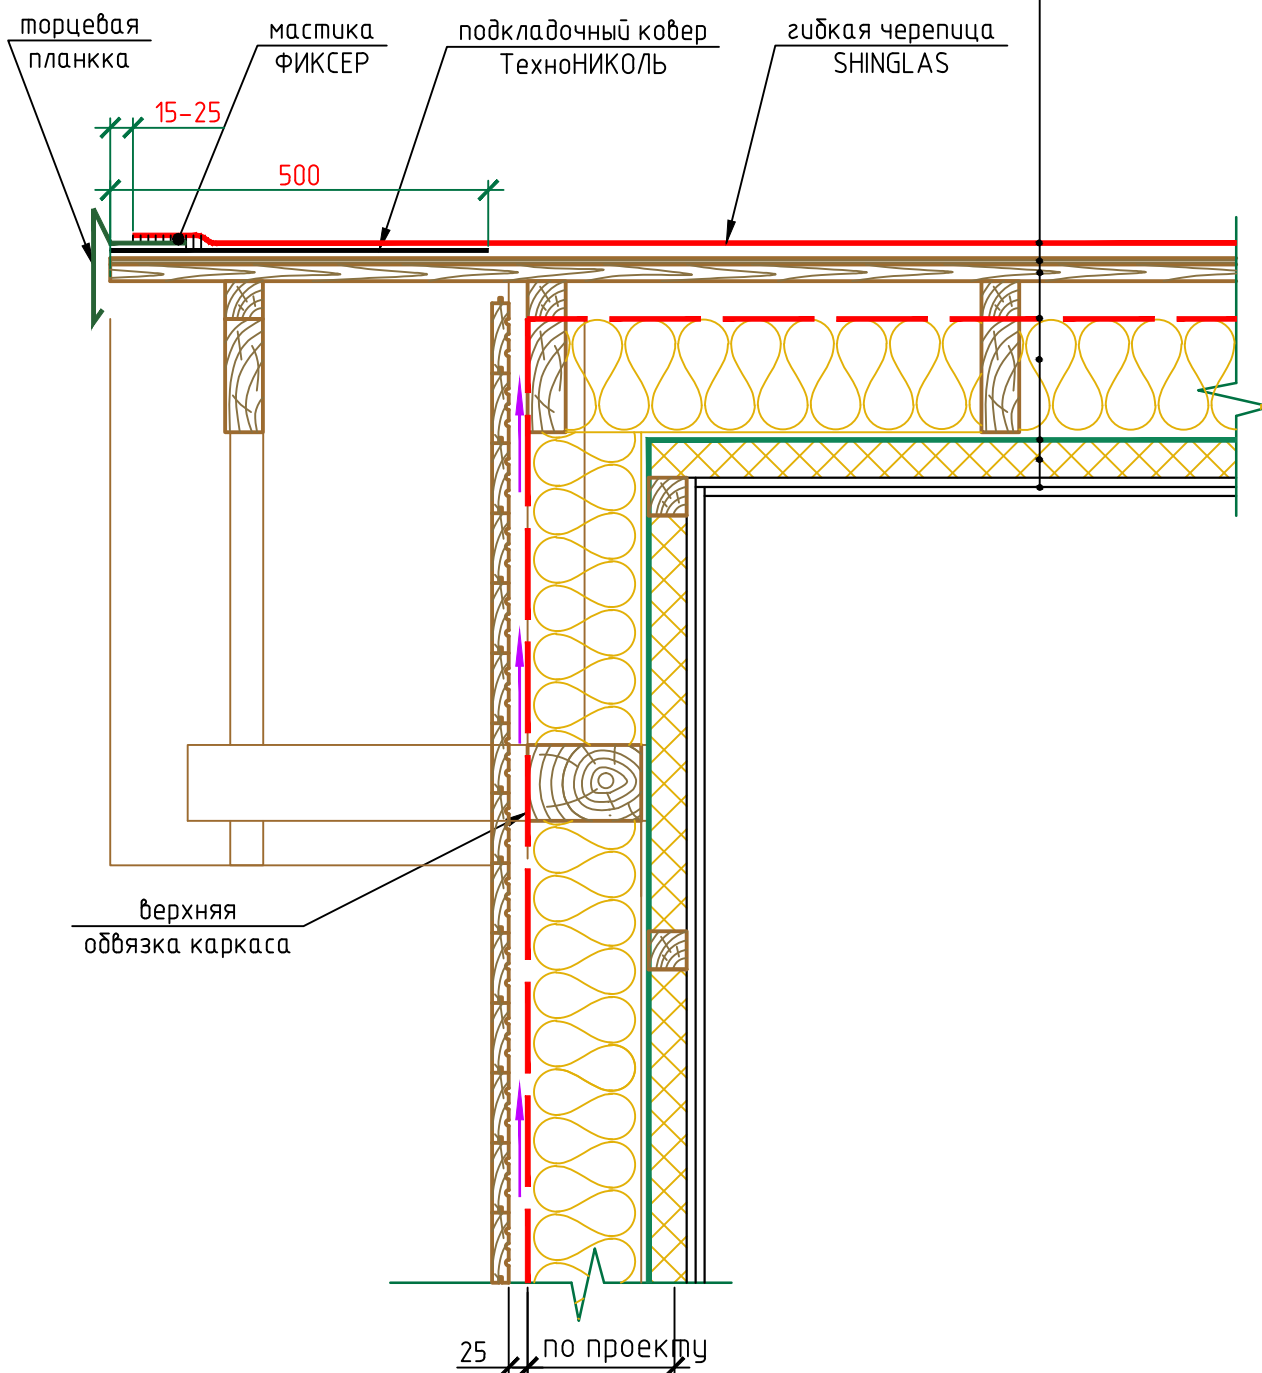 торцевая
планкка
мастика
ФИКСЕР
подкладочный ковер
ТехноНИКОЛЬ
гибкая черепица
SHINGLAS
15-25
500
верхняя
обвязка каркаса
25
по проекту